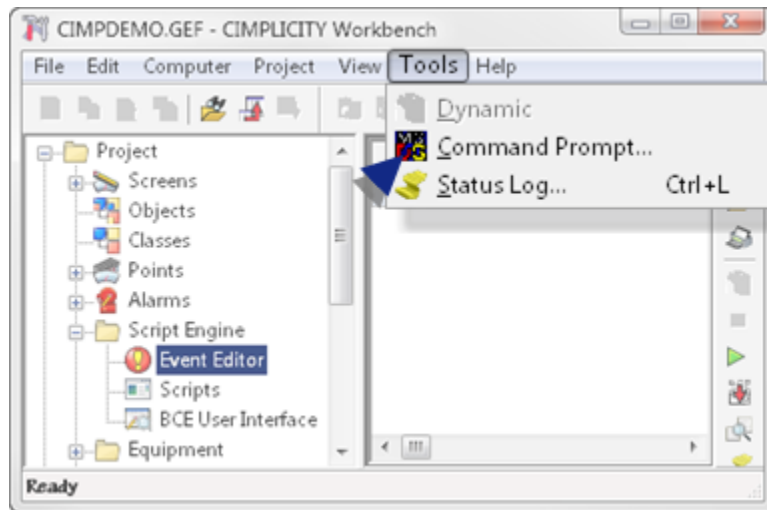 CIMPDEMO.GEF - CIMPLICITY Workbench
File Edit Computer Project View Tools Help
Dynamic
Command Prompt...
Status Log... Ctrl+L
Project
Screens
Objects
Classes
Points
Alarms
Script Engine
Event Editor
Scripts
BCE User Interface
Equipment
Ready